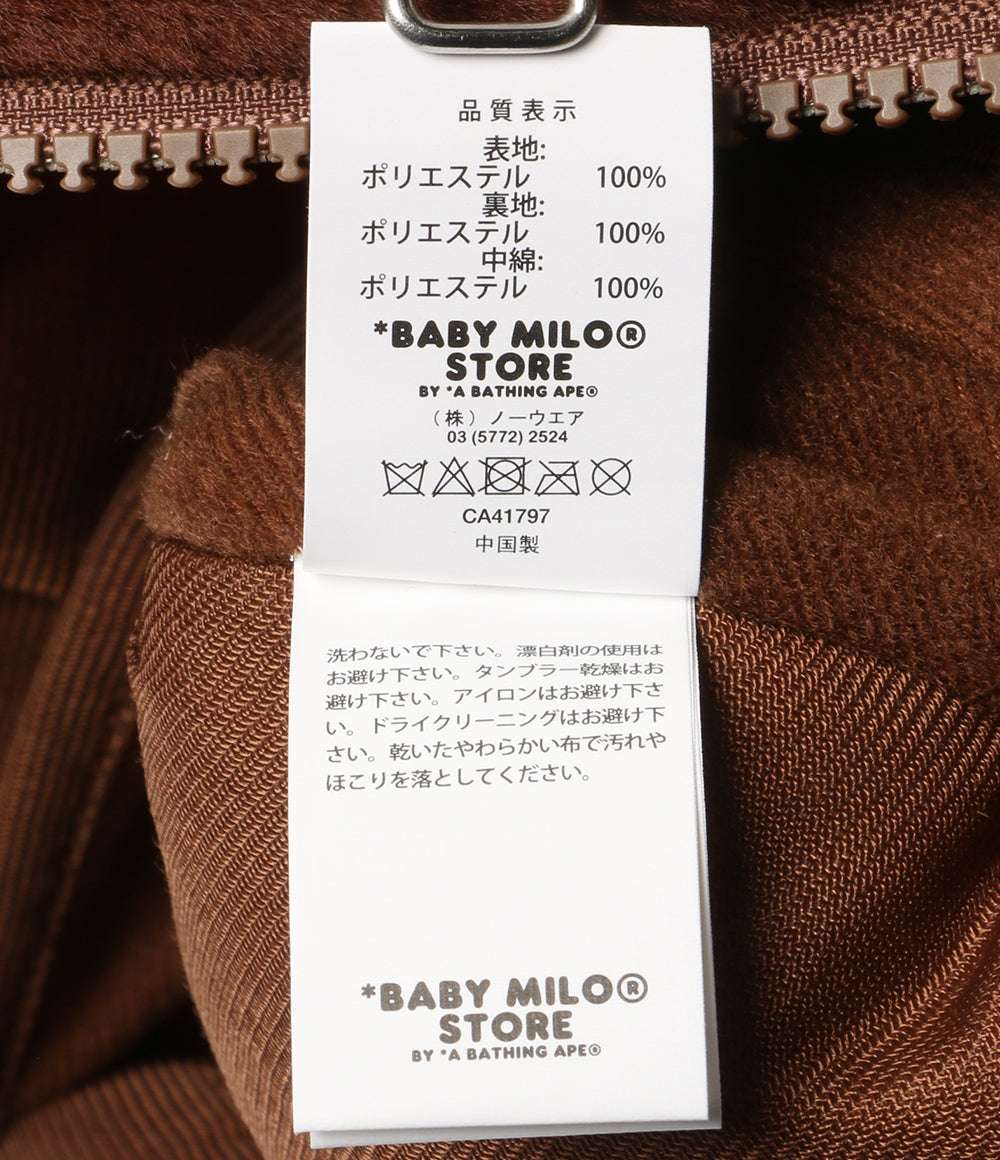 品質表示
表地:
ポリエステル 100%
裏地:
ポリエステル 100%
中綿:
ポリエステル 100%
*BABY MILO®
STORE
BY *A BATHING APE®
（株）ノーウエア
03 (5772) 2524
CA41797
中国製
洗わないで下さい。漂白剤の使用は
お避け下さい。タンブラー乾燥はお
避け下さい。アイロンはお避け下さ
い。ドライクリーニングはお避け下
さい。乾いたやわらかい布で汚れや
ほこりを落としてください。
*BABY MILO®
STORE
BY *A BATHING APE®